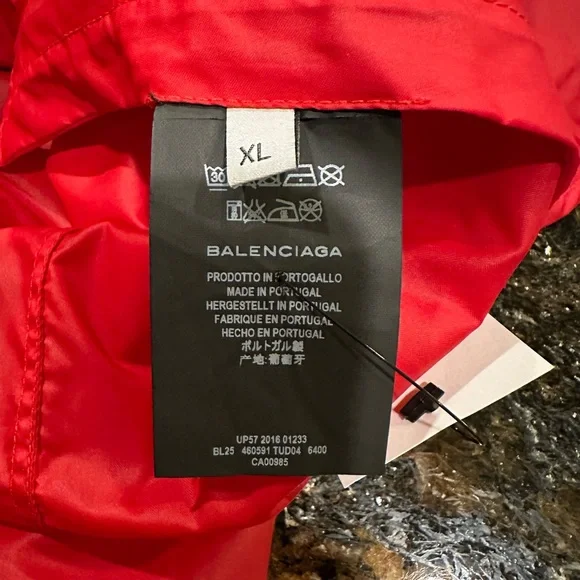 XL
30
BALENCIAGA
PRODOTTO IN PORTOGALLO
MADE IN PORTUGAL
HERGESTELLT IN PORTUGAL
FABRIQUE EN PORTUGAL
HECHO EN PORTUGAL
ポルトガル製
产地:葡萄牙
UP57 2016 01233
BL25 460591 TUD04 6400
CA00985